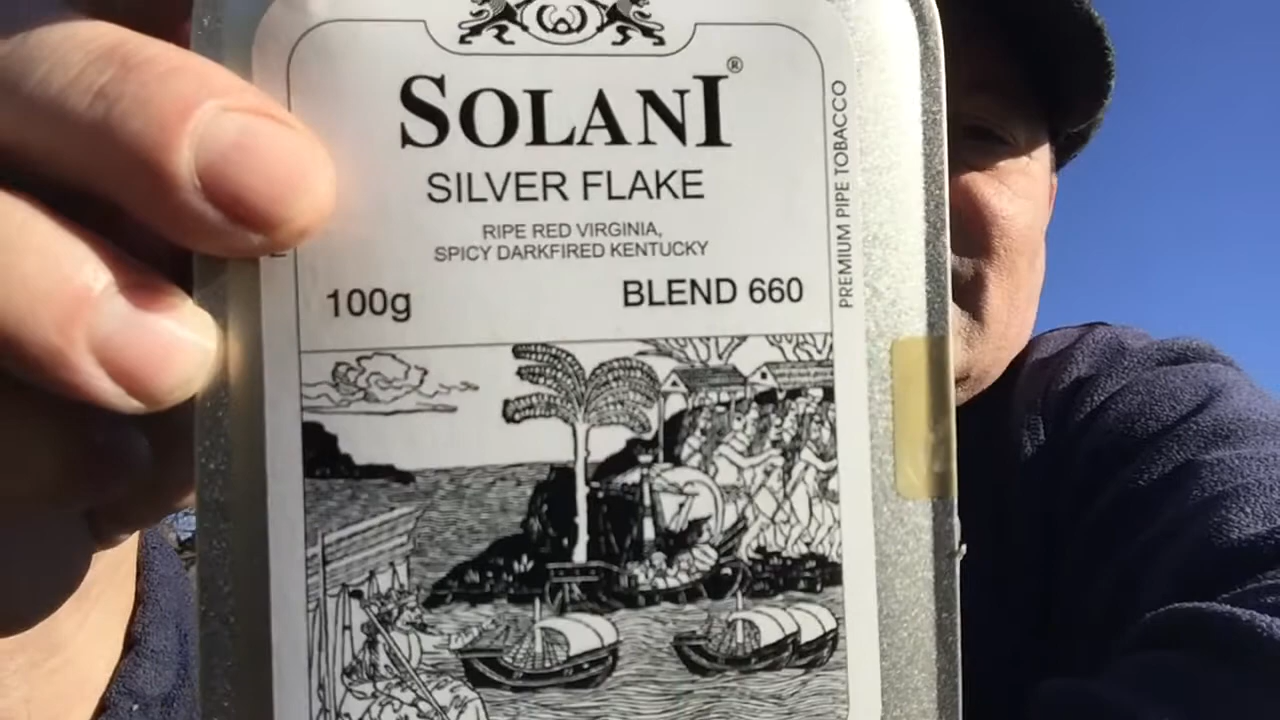 SOLANI®
SILVER FLAKE
RIPE RED VIRGINIA,
SPICY DARKFIRED KENTUCKY
100g
BLEND 660
PREMIUM PIPE TOBACCO